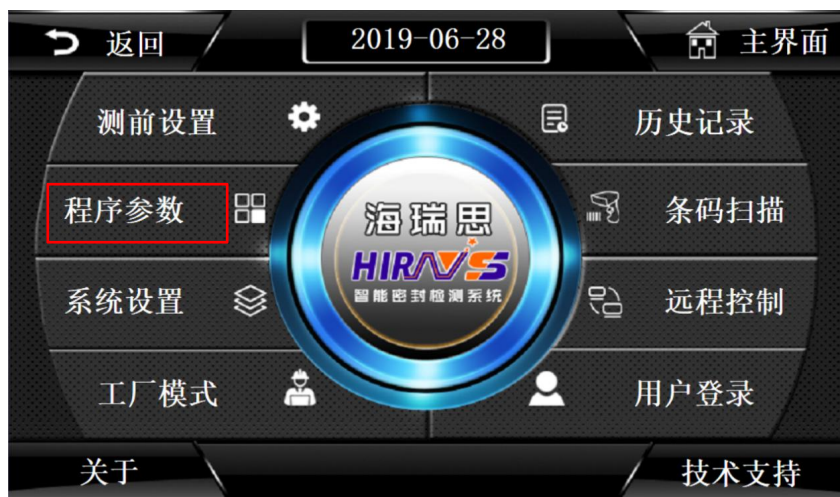 返回
2019-06-28
主界面
测前设置
历史记录
程序参数
条码扫描
海瑞思
HIRAYS
智能密封检测系统
系统设置
远程控制
工厂模式
用户登录
关于
技术支持